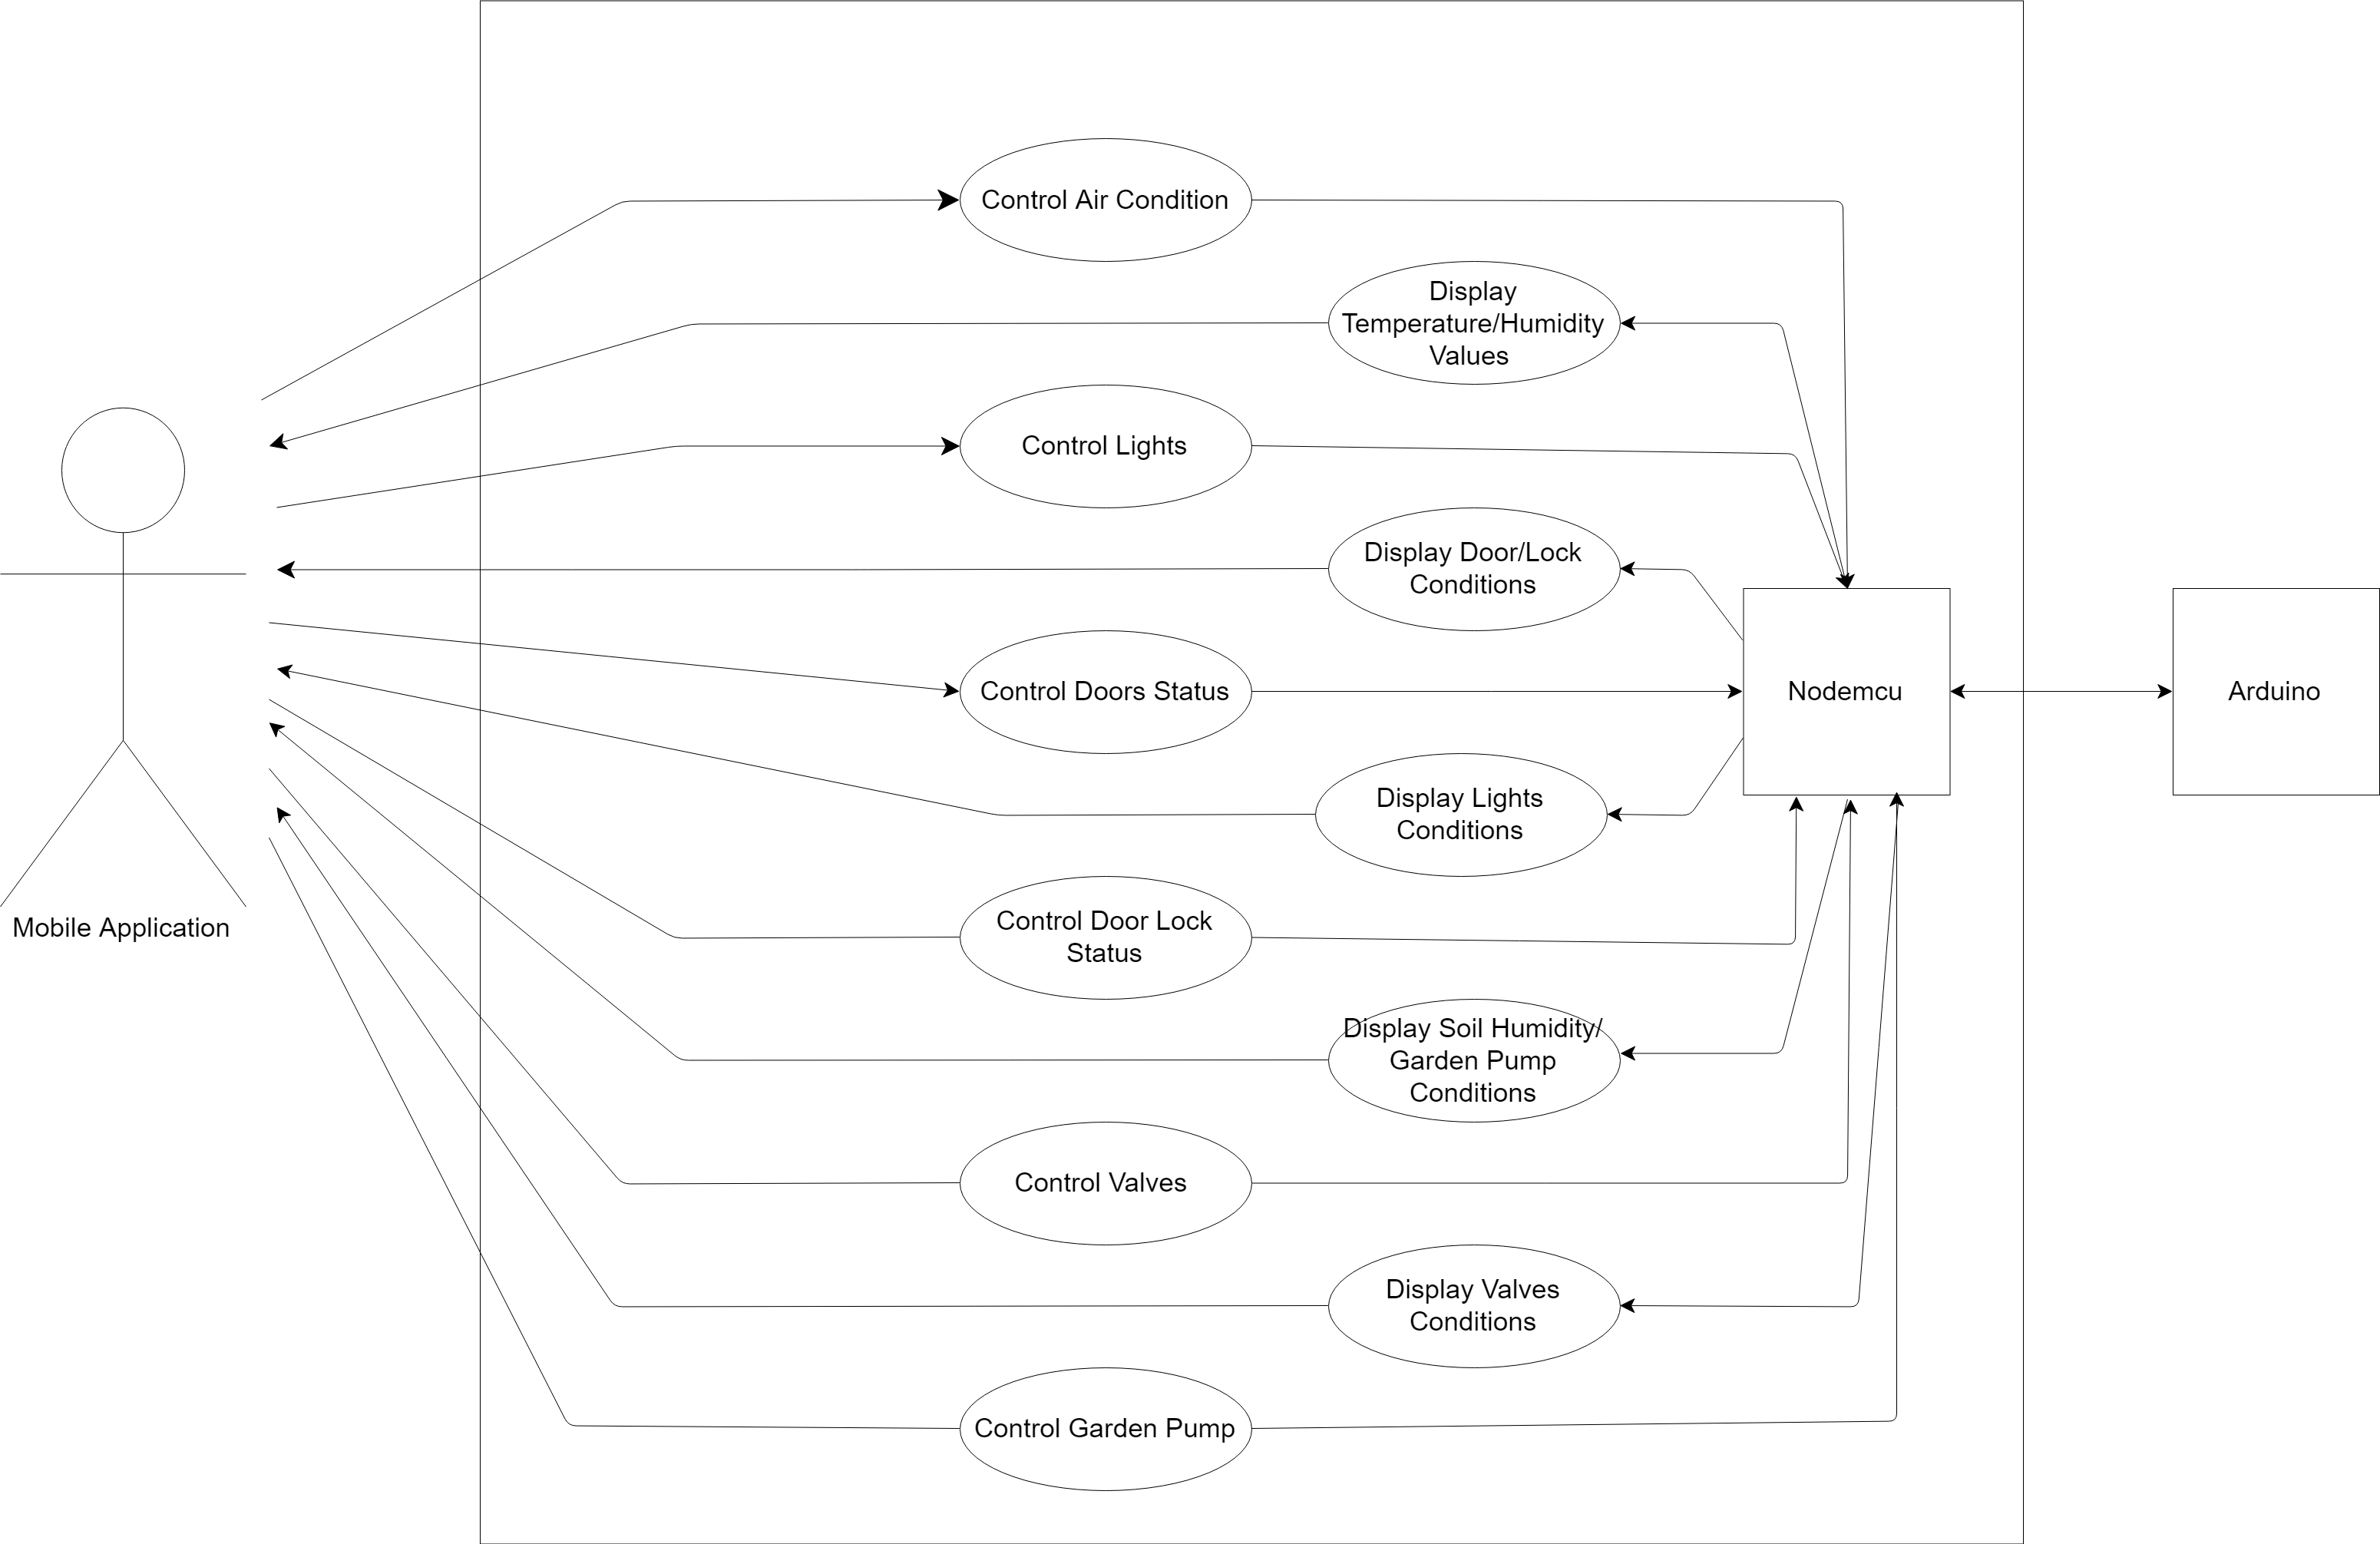 Control Air Condition
Display
Temperature/Humidity
Values
Control Lights
Display Door/Lock
Conditions
Control Doors Status
Nodemcu
Arduino
Display Lights
Conditions
Mobile Application
Control Door Lock
Status
Display Soil Humidity/
Garden Pump
Conditions
Control Valves
Display Valves
Conditions
Control Garden Pump